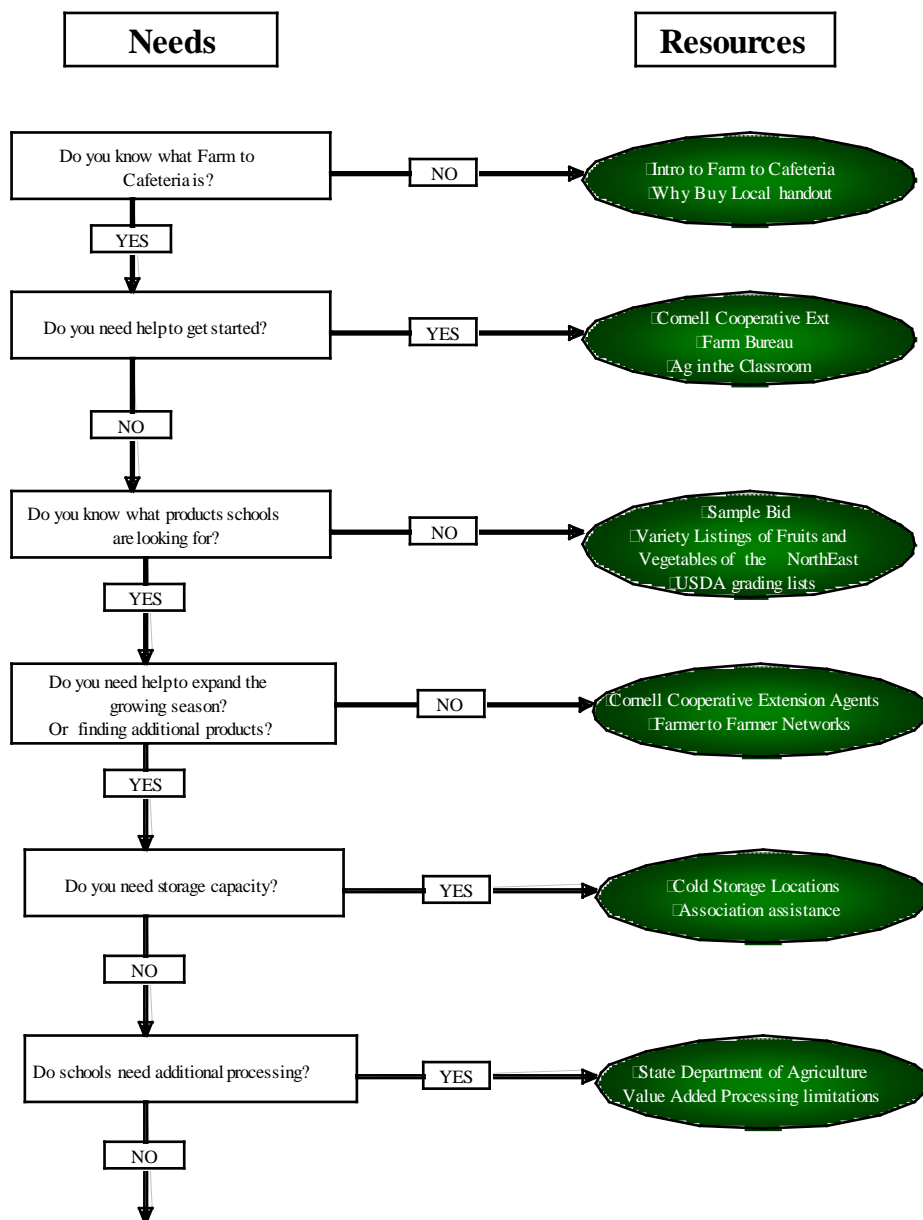 Needs
Resources
Do you know what Farm to
Cafeteria is?
NO
Intro to Farm to Cafeteria
Why Buy Local handout
YES
Do you need help to get started?
YES
Cornell Cooperative Ext
Farm Bureau
Ag in the Classroom
NO
Do you know what products schools
are looking for?
NO
Sample Bid
Variety Listings of Fruits and
Vegetables of the NorthEast
USDA grading lists
YES
Do you need help to expand the
growing season?
Or finding additional products?
NO
Cornell Cooperative Extension Agents
Farmer to Farmer Networks
YES
Do you need storage capacity?
YES
Cold Storage Locations
Association assistance
NO
Do schools need additional processing?
YES
State Department of Agriculture
Value Added Processing limitations
NO